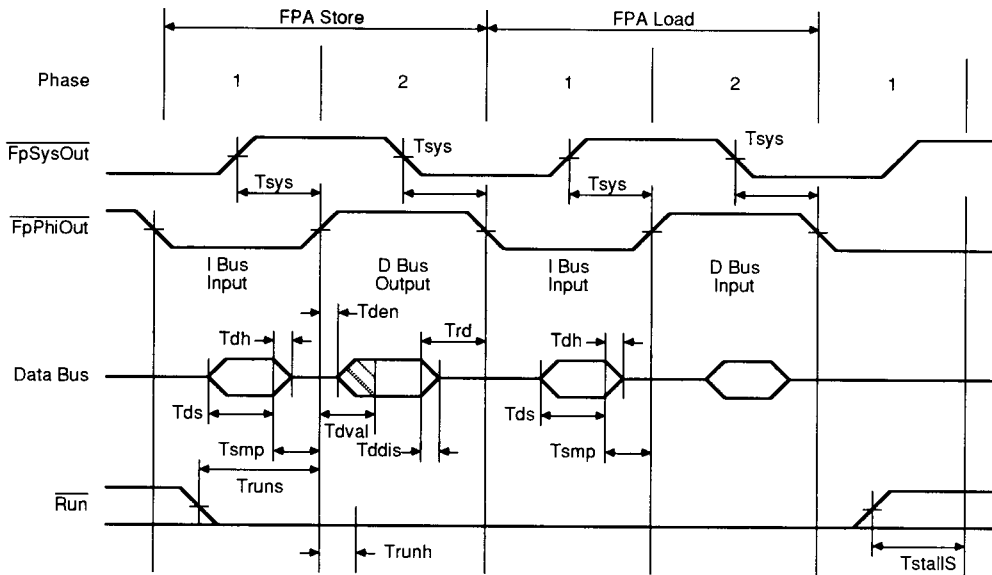 FPA Store FPA Load
Phase 1 2 1 2 1
FpSysOut Tsys Tsys
Tsys Tsys
FpPhiOut
I Bus Input D Bus Output I Bus Input D Bus Input
Tden
Tdh Trd Tdh
Data Bus
Tds Tdval Tds
Tsmp Tddis Tsmp
Truns
Run
Trunh TstallS